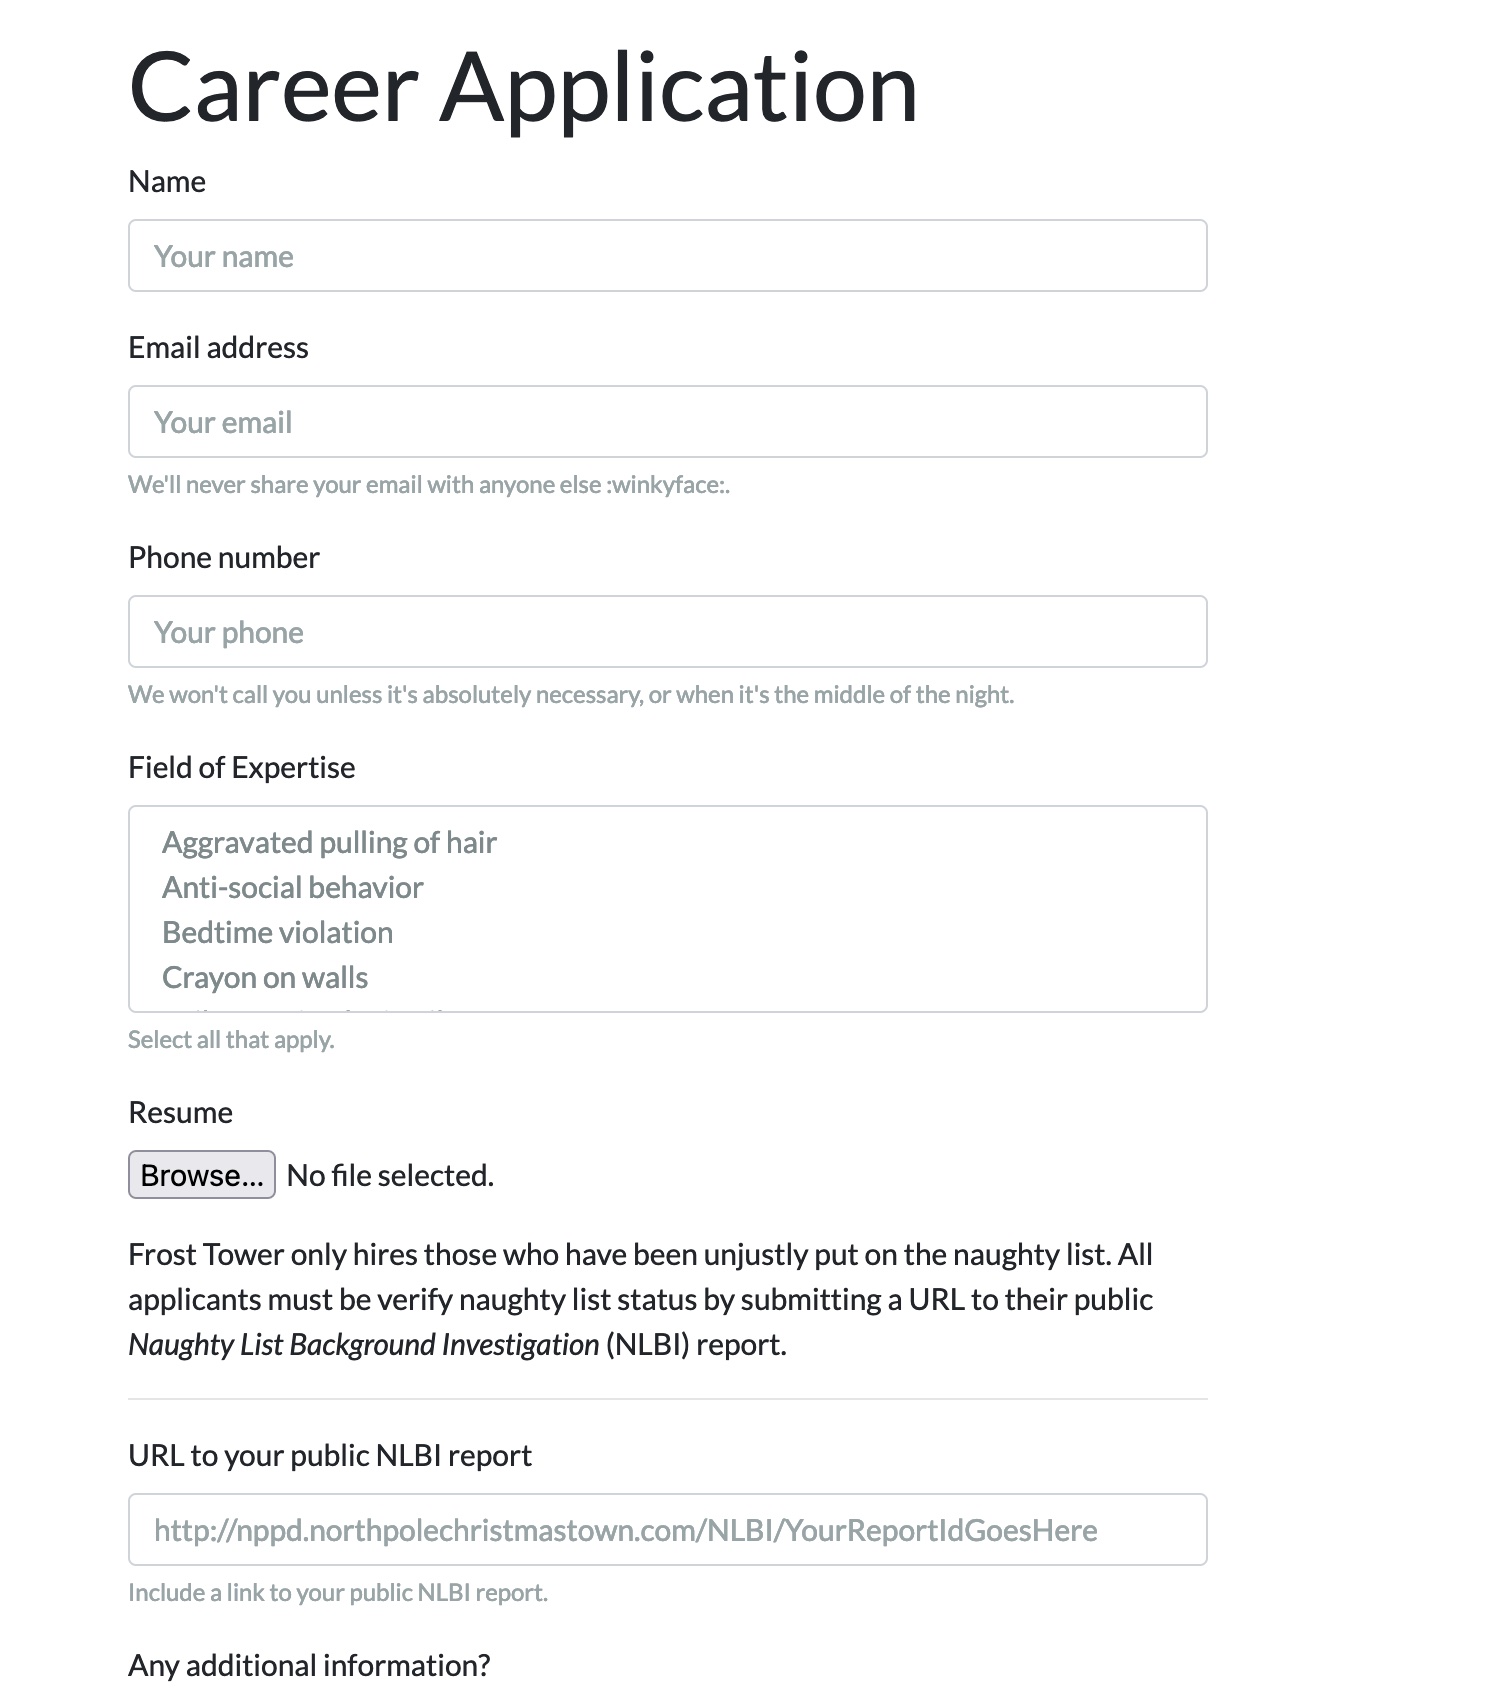 Career Application
Name
Your name
Email address
Your email
We'll never share your email with anyone else :winkyface:.
Phone number
Your phone
We won't call you unless it's absolutely necessary, or when it's the middle of the night.
Field of Expertise
Aggravated pulling of hair
Anti-social behavior
Bedtime violation
Crayon on walls
Select all that apply.
Resume
Browse... No file selected.
Frost Tower only hires those who have been unjustly put on the naughty list. All
applicants must be verify naughty list status by submitting a URL to their public
Naughty List Background Investigation (NLBI) report.
URL to your public NLBI report
http://nppd.northpolechristmastown.com/NLBI/YourReportIdGoesHere
Include a link to your public NLBI report.
Any additional information?